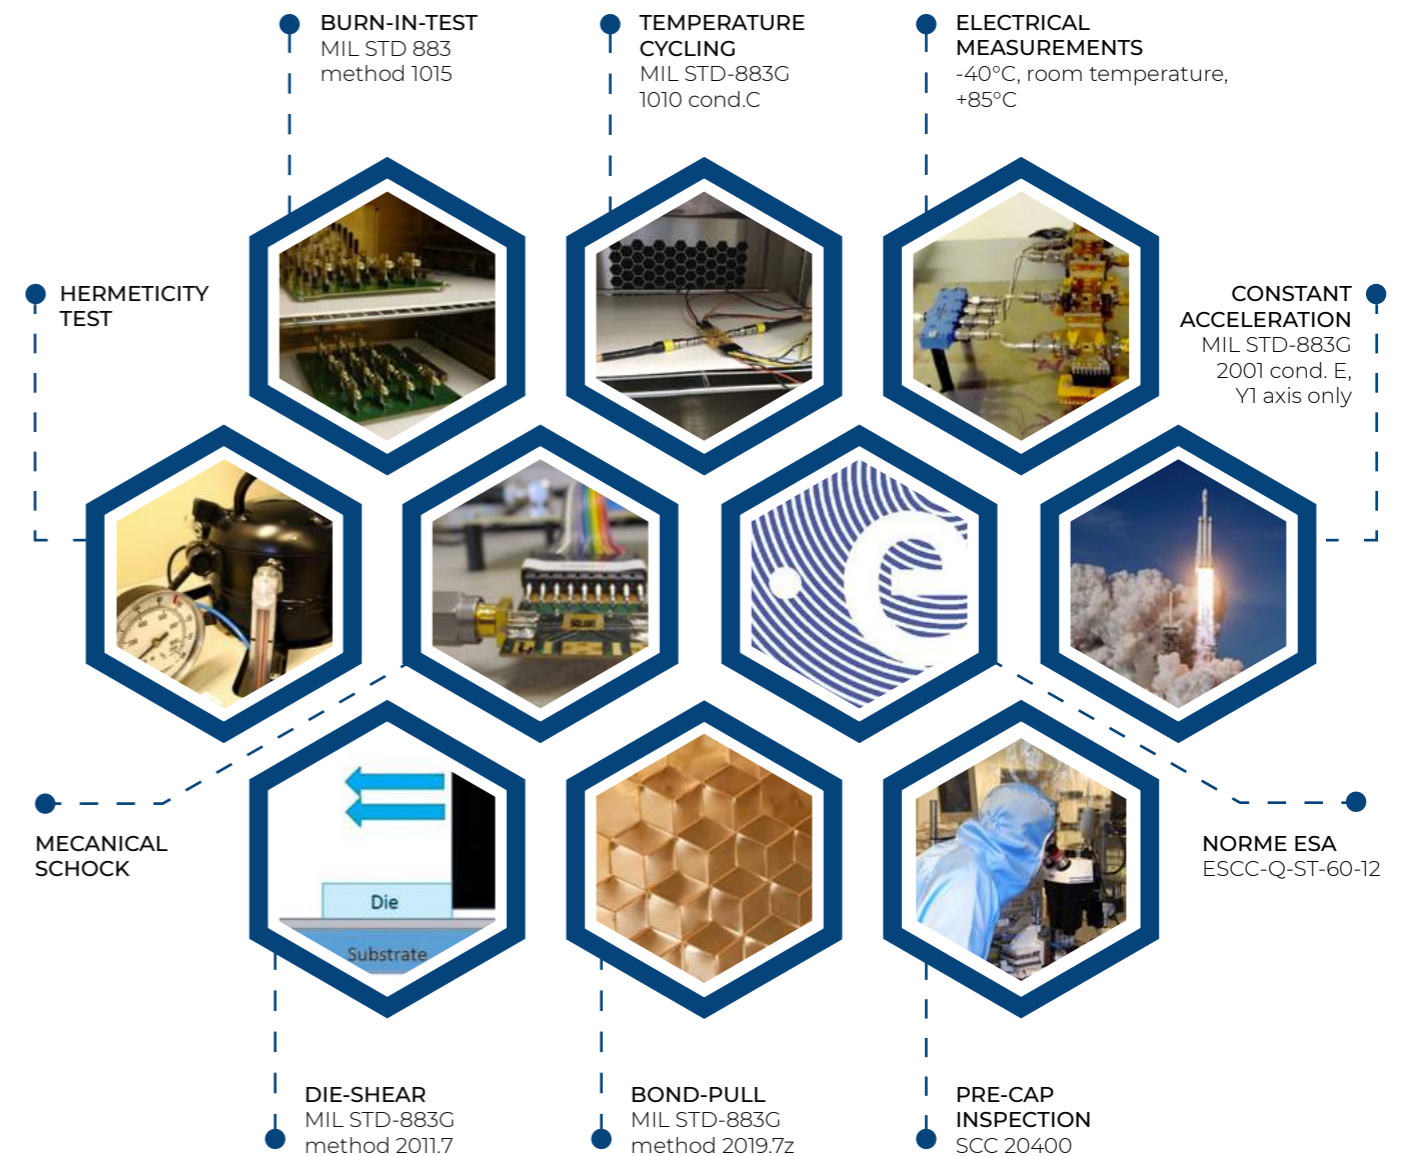 BURN-IN-TEST
MIL STD 883
method 1015
TEMPERATURE
CYCLING
MIL STD-883G
1010 cond.C
ELECTRICAL
MEASUREMENTS
-40°C, room temperature,
+85°C
HERMETICITY
TEST
CONSTANT
ACCELERATION
MIL STD-883G
2001 cond. E,
Y1 axis only
MECANICAL
SCHOCK
Die
Substrate
NORME ESA
ESCC-Q-ST-60-12
DIE-SHEAR
MIL STD-883G
method 2011.7
BOND-PULL
MIL STD-883G
method 2019.7z
PRE-CAP
INSPECTION
SCC 20400